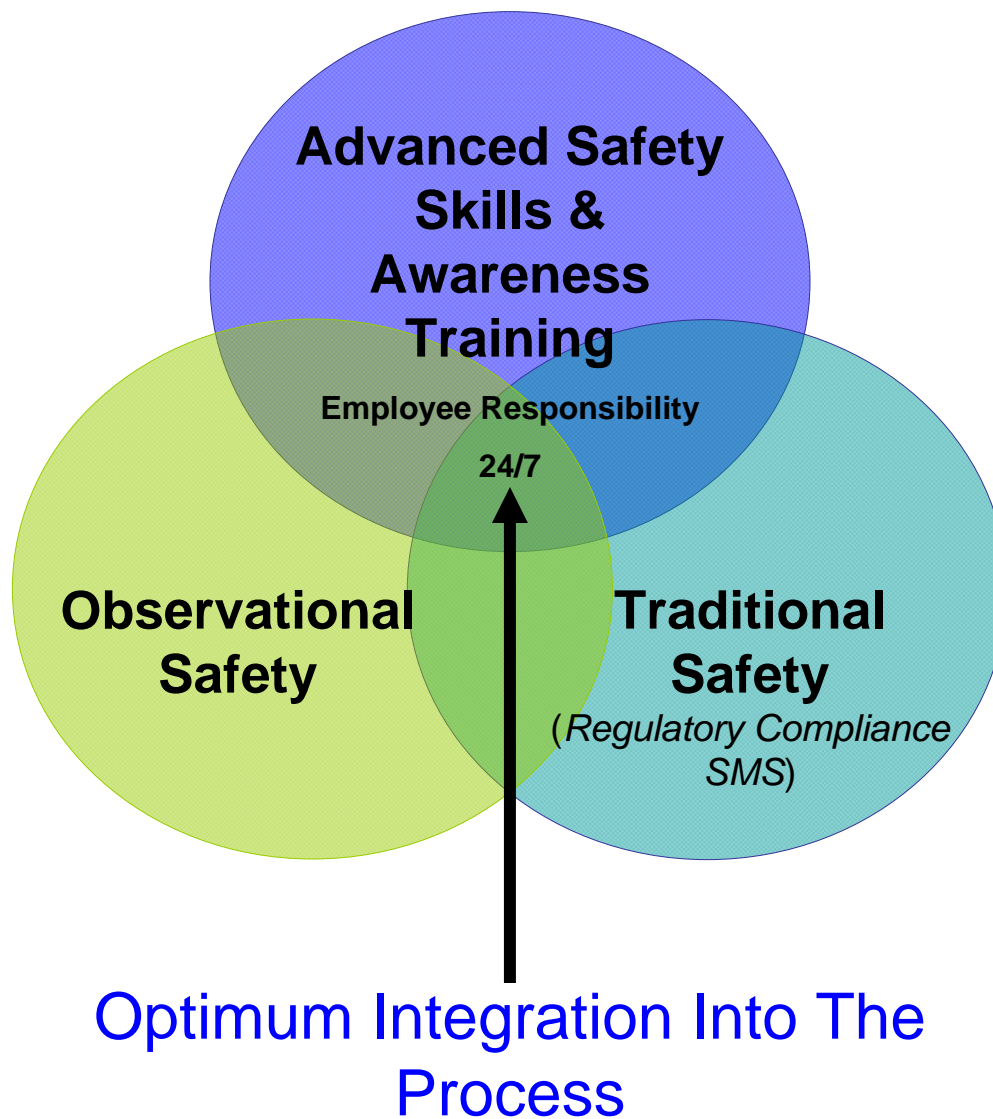 Advanced Safety
Skills &
Awareness
Training
Employee Responsibility
24/7
Observational
Safety
Traditional
Safety
(Regulatory Compliance
SMS)
Optimum Integration Into The
Process